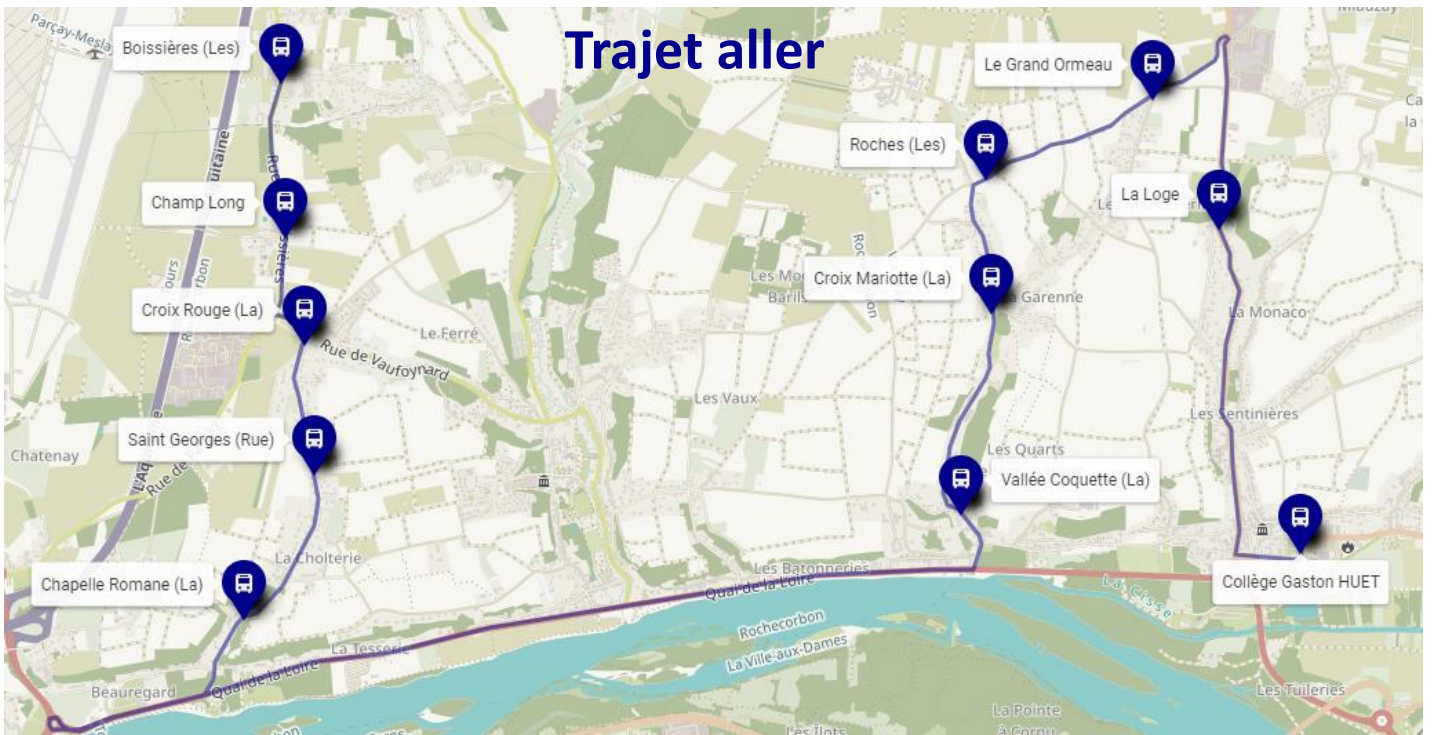 Trajet aller
Parçay-Mesla
Boissières (Les)
Le Grand Ormeau
Roches (Les)
Champ Long
La Loge
Croix Mariotte (La)
La Garenne
Croix Rouge (La)
La Monaco
Le Ferré
Rue de Vaufoynard
Les Vaux
Les Sentinières
Saint Georges (Rue)
Chatenay
Les Quarts
Vallée Coquette (La)
La Cholterie
Les Batonneries
Chapelle Romane (La)
Quai de la Loire
La Cisse
Collège Gaston HUET
Rochecorbon
La Ville-aux-Dames
La Tesserie
Quai de la Loire
Beauregard
Les Tuileries
La Pointe
à Cornu
Les Îlots